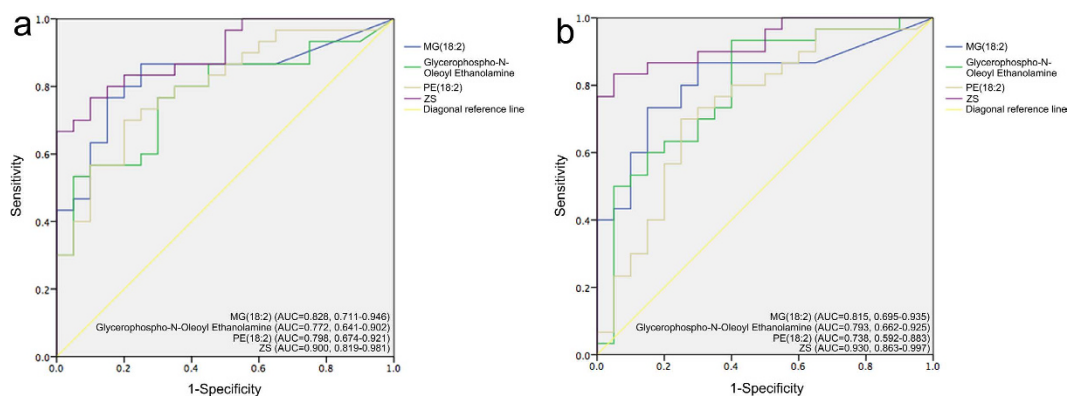 a
1.0
0.8
0.6
0.4
0.2
0.0
Sensitivity
0.0 0.2 0.4 0.6 0.8 1.0
1-Specificity
MG(18:2)
Glycerophospho-N-
Oleoyl Ethanolamine
PE(18:2)
ZS
Diagonal reference line
MG(18:2) (AUC=0.828, 0.711-0.946)
Glycerophospho-N-Oleoyl Ethanolamine (AUC=0.772, 0.641-0.902)
PE(18:2) (AUC=0.798, 0.674-0.921)
ZS (AUC=0.900, 0.819-0.981)
b
1.0
0.8
0.6
0.4
0.2
0.0
Sensitivity
0.0 0.2 0.4 0.6 0.8 1.0
1-Specificity
MG(18:2)
Glycerophospho-N-
Oleoyl Ethanolamine
PE(18:2)
ZS
Diagonal reference line
MG(18:2) (AUC=0.815, 0.695-0.935)
Glycerophospho-N-Oleoyl Ethanolamine (AUC=0.793, 0.662-0.925)
PE(18:2) (AUC=0.738, 0.592-0.883)
ZS (AUC=0.930, 0.863-0.997)